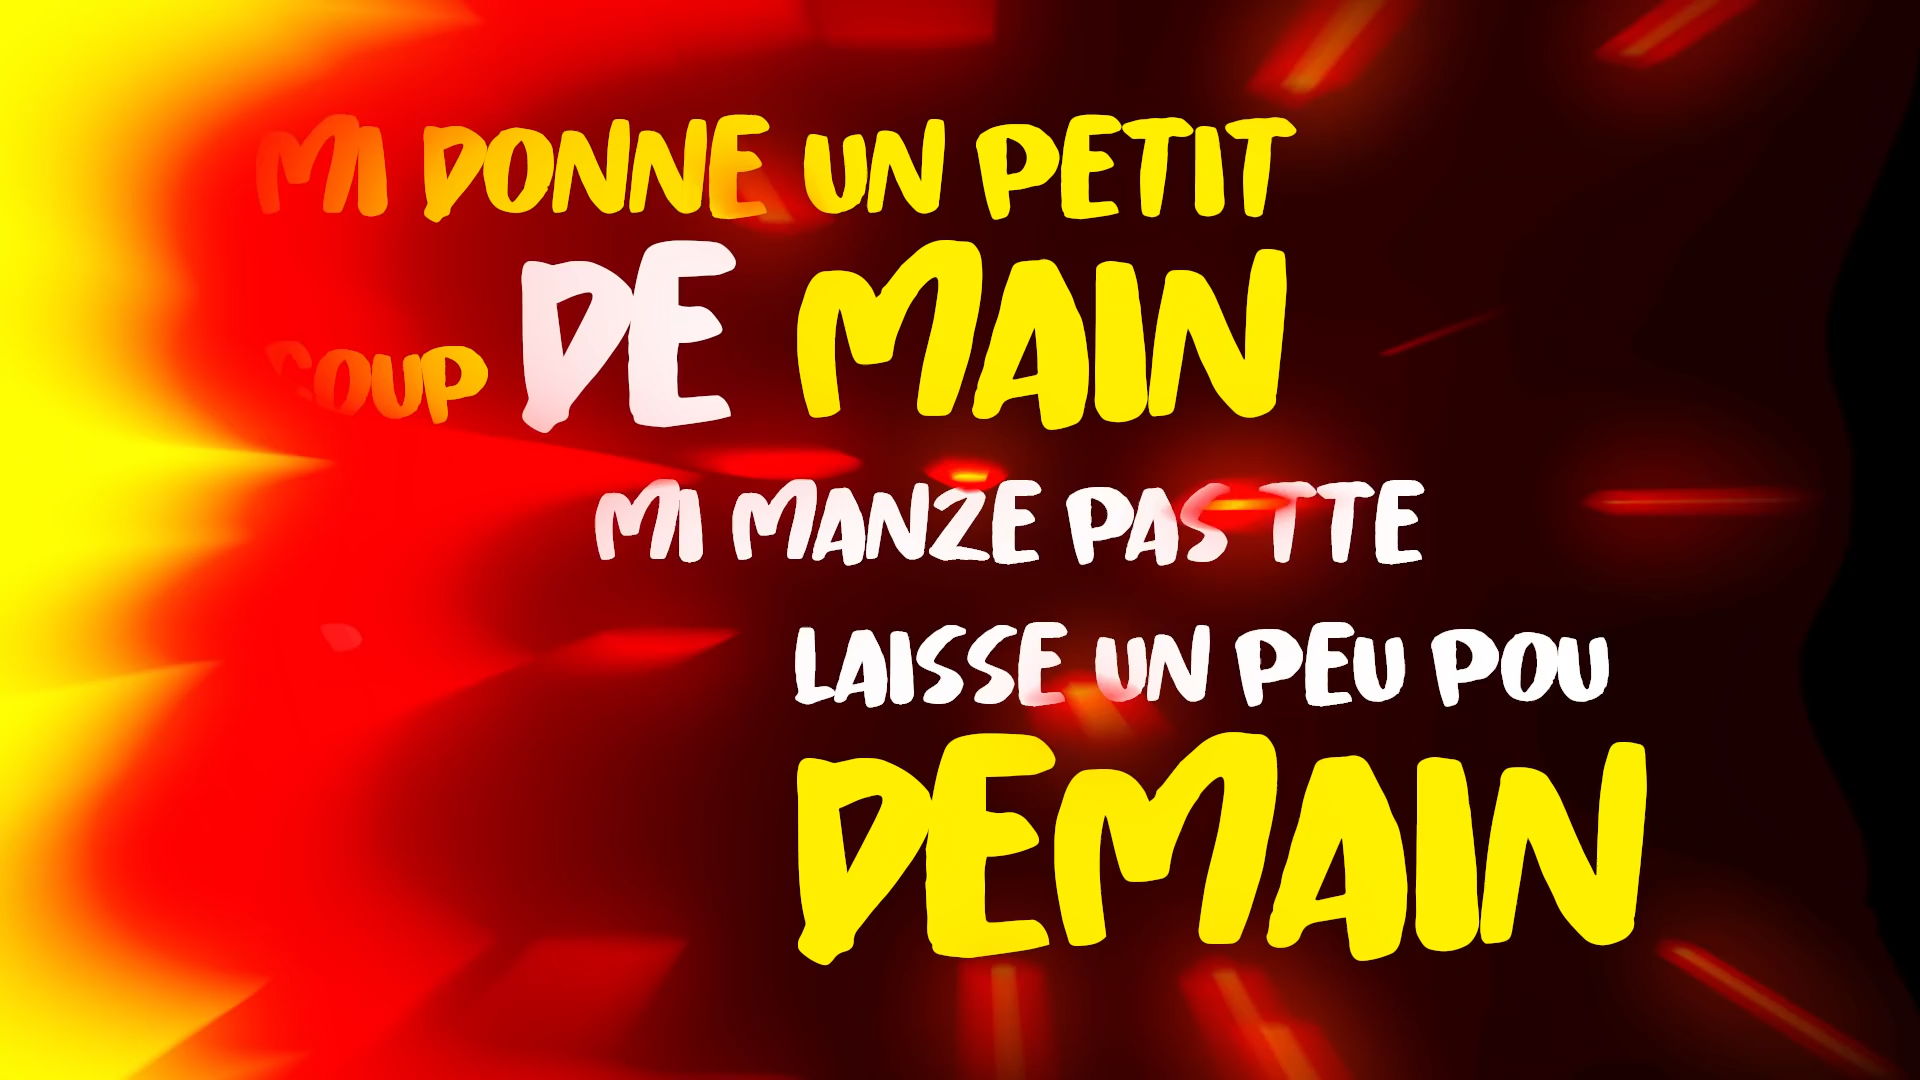 MI DONNE UN PETIT
COUP DE MAIN
MI MANZE PAS TTE
LAISSE UN PEU POU
DEMAIN